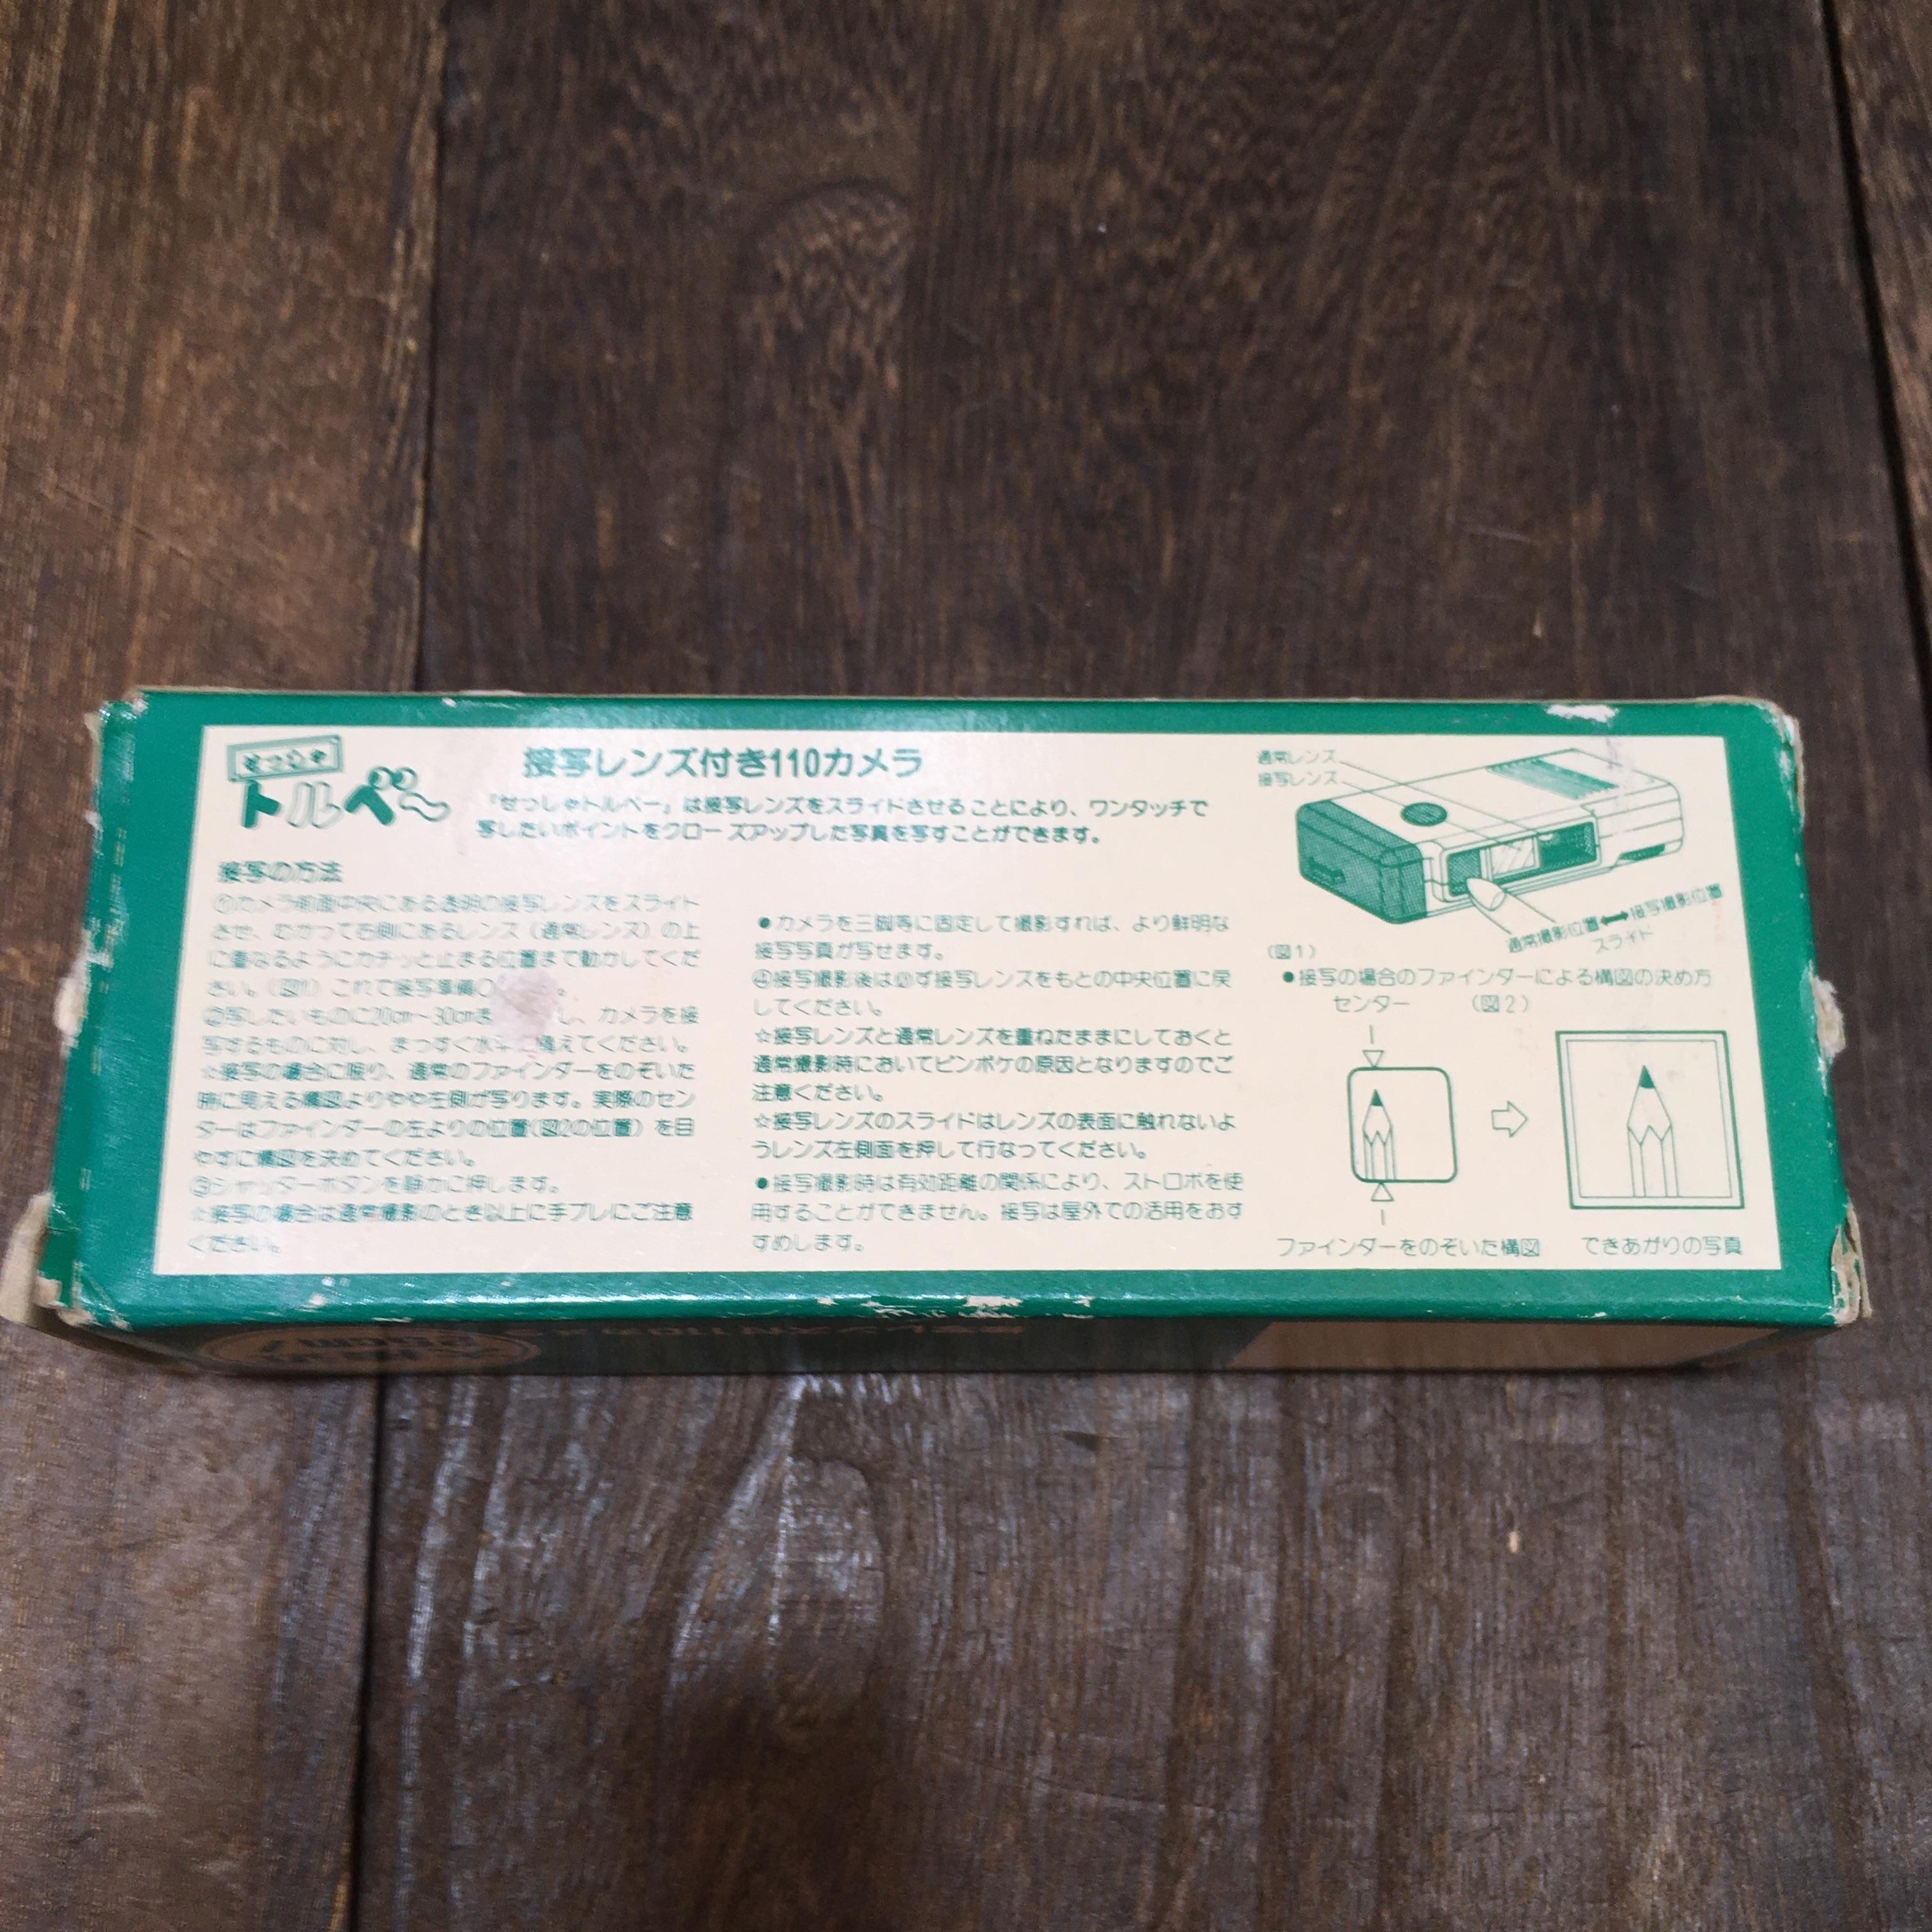 せつしゃ
トルベ〜
接写レンズ付き110カメラ
「せつしゃトルベー」は接写レンズをスライドさせることにより、ワンタッチで
写したいポイントをクローズアップした写真を写すことができます。
接写の方法
①カメラ前面中央にある透明の接写レンズをスライド
させ、むかって右側にあるレンズ（通常レンズ）の上
に重なるようにカチッと止まる位置まで動かしてくだ
さい。（図1）これで接写準備O
②写したいものに20cm〜30cmま し、カメラを接
写するものに対し、まっすぐ水平に構えてください。
☆接写の場合に限り、通常のファインダーをのぞいた
時に見える構図よりやや左側が写ります。実際のセン
ターはファインダーの左よりの位置（図2の位置）を目
やすに構図を決めてください。
③シャッターボタンを静かに押します。
☆接写の場合は通常撮影のとき以上に手ブレにご注意
ください。
●カメラを三脚等に固定して撮影すれば、より鮮明な
接写写真が写せます。
④接写撮影後は必ず接写レンズをもとの中央位置に戻
してください。
☆接写レンズと通常レンズを重ねたままにしておくと
通常撮影時においてピンボケの原因となりますのでご
注意ください。
☆接写レンズのスライドはレンズの表面に触れないよ
うレンズ左側面を押して行なってください。
●接写撮影時は有効距離の関係により、ストロボを使
用することができません。接写は屋外での活用をおす
すめします。
通常レンズ
接写レンズ
通常撮影位置⟷接写撮影位置
スライド
（図1）
●接写の場合のファインダーによる構図の決め方
センター （図2）
ファインダーをのぞいた構図 できあがりの写真